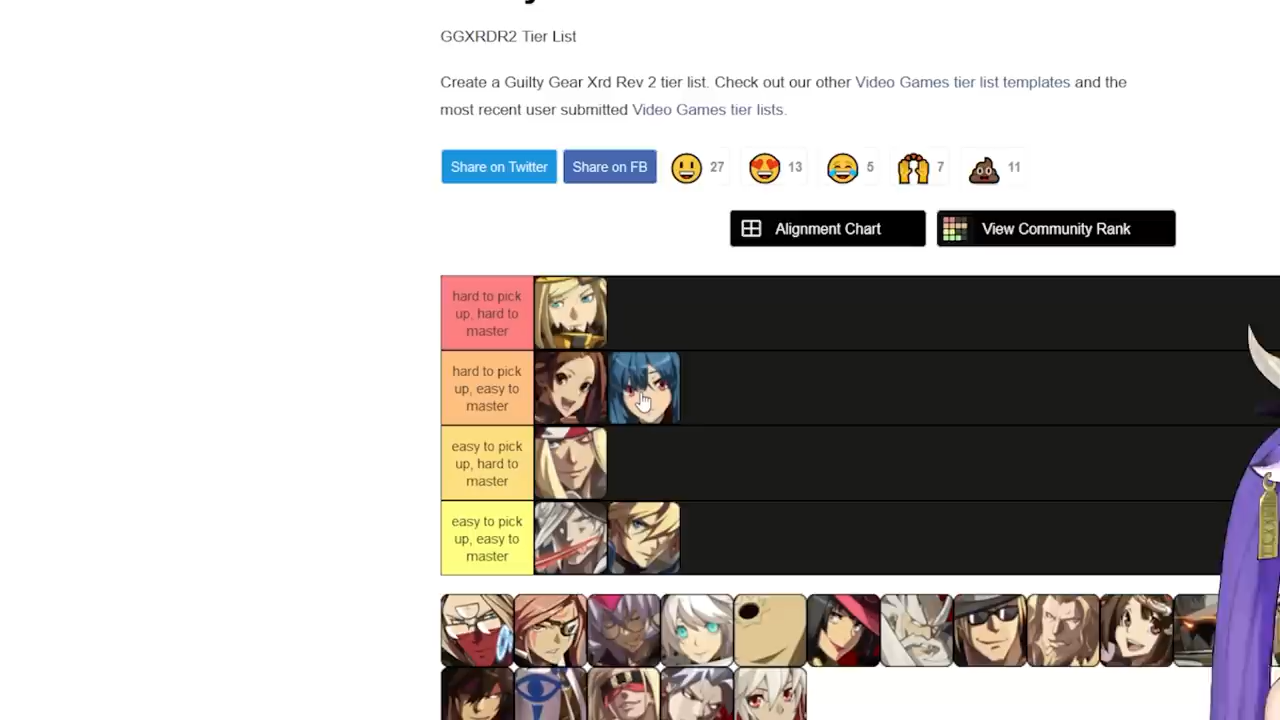 GGXRDR2 Tier List
Create a Guilty Gear Xrd Rev 2 tier list. Check out our other Video Games tier list templates and the
most recent user submitted Video Games tier lists.
Share on Twitter
Share on FB
27
13
5
7
11
Alignment Chart
View Community Rank
hard to pick
up, hard to
master
hard to pick
up, easy to
master
easy to pick
up, hard to
master
easy to pick
up, easy to
master